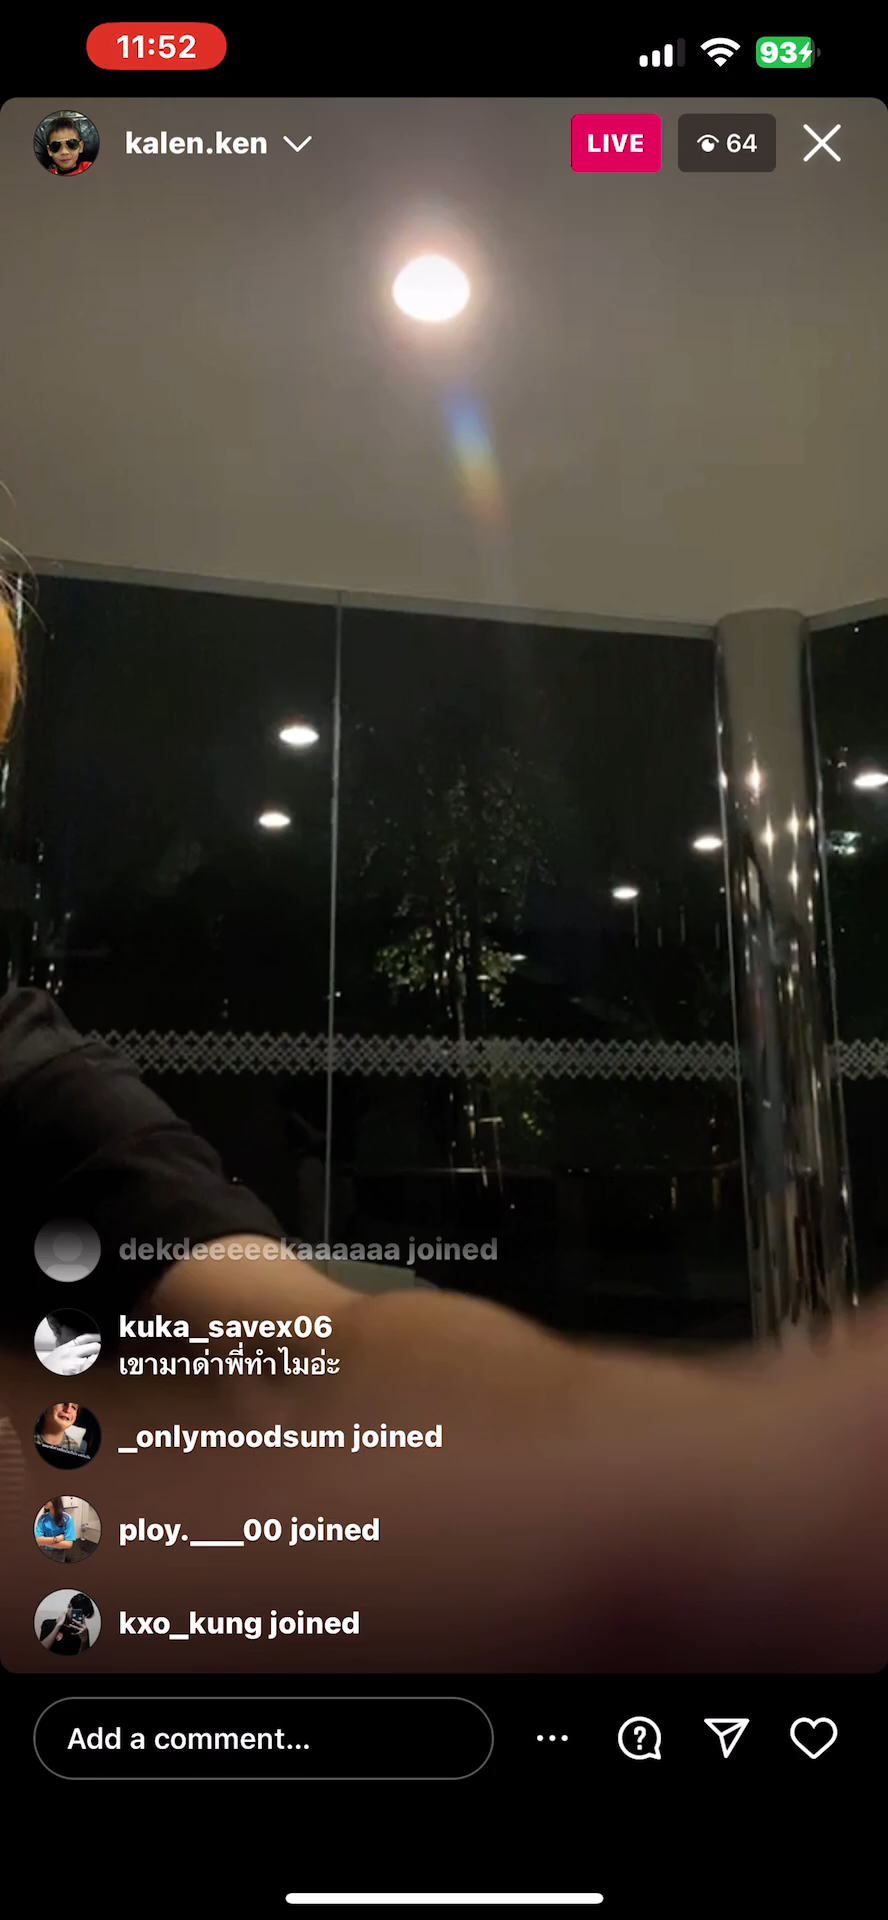 11:52
93
kalen.ken
LIVE
64
dekdeeeeekaaaaaa joined
kuka_savex06
เขามาด่าพี่ทำไมอ่ะ
_onlymoodsum joined
ploy.____00 joined
kxo_kung joined
Add a comment...